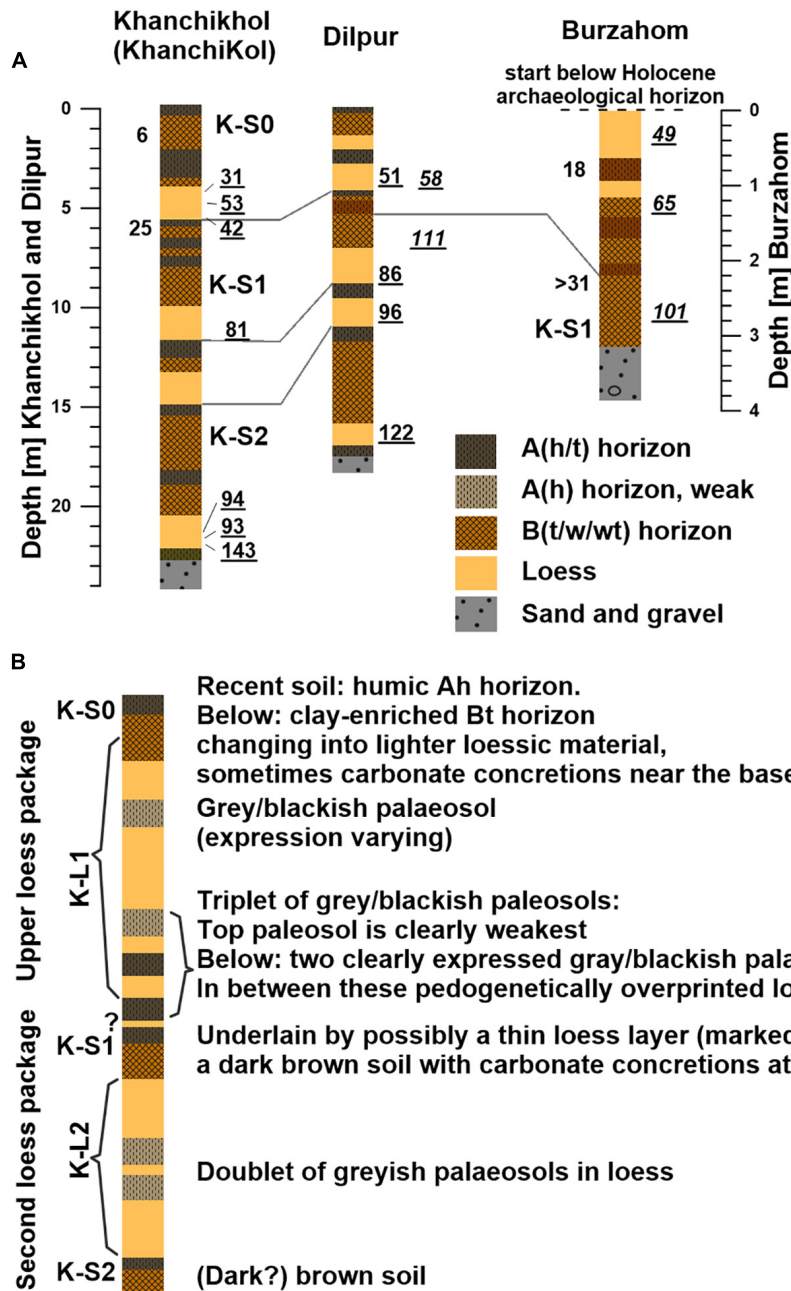 Khanchikhol
(KhanchiKol)
Dilpur
Burzahom
A
start below Holocene
archaeological horizon
Depth [m] Khanchikhol and Dilpur
0
5
10
15
20
6
25
K-S0
31
53
42
K-S1
81
K-S2
94
93
143
51
58
111
86
96
122
18
>31
K-S1
49
65
101
0
1
2
3
4
Depth [m] Burzahom
A(h/t) horizon
A(h) horizon, weak
B(t/w/wt) horizon
Loess
Sand and gravel
B
Upper loess package
Second loess package
K-S0
K-L1
?
K-S1
K-L2
K-S2
Recent soil: humic Ah horizon.
Below: clay-enriched Bt horizon
changing into lighter loessic material,
sometimes carbonate concretions near the base
Grey/blackish palaeosol
(expression varying)
Triplet of grey/blackish paleosols:
Top paleosol is clearly weakest
Below: two clearly expressed gray/blackish pala
In between these pedogenetically overprinted lo
Underlain by possibly a thin loess layer (marked
a dark brown soil with carbonate concretions at
Doublet of greyish palaeosols in loess
(Dark?) brown soil